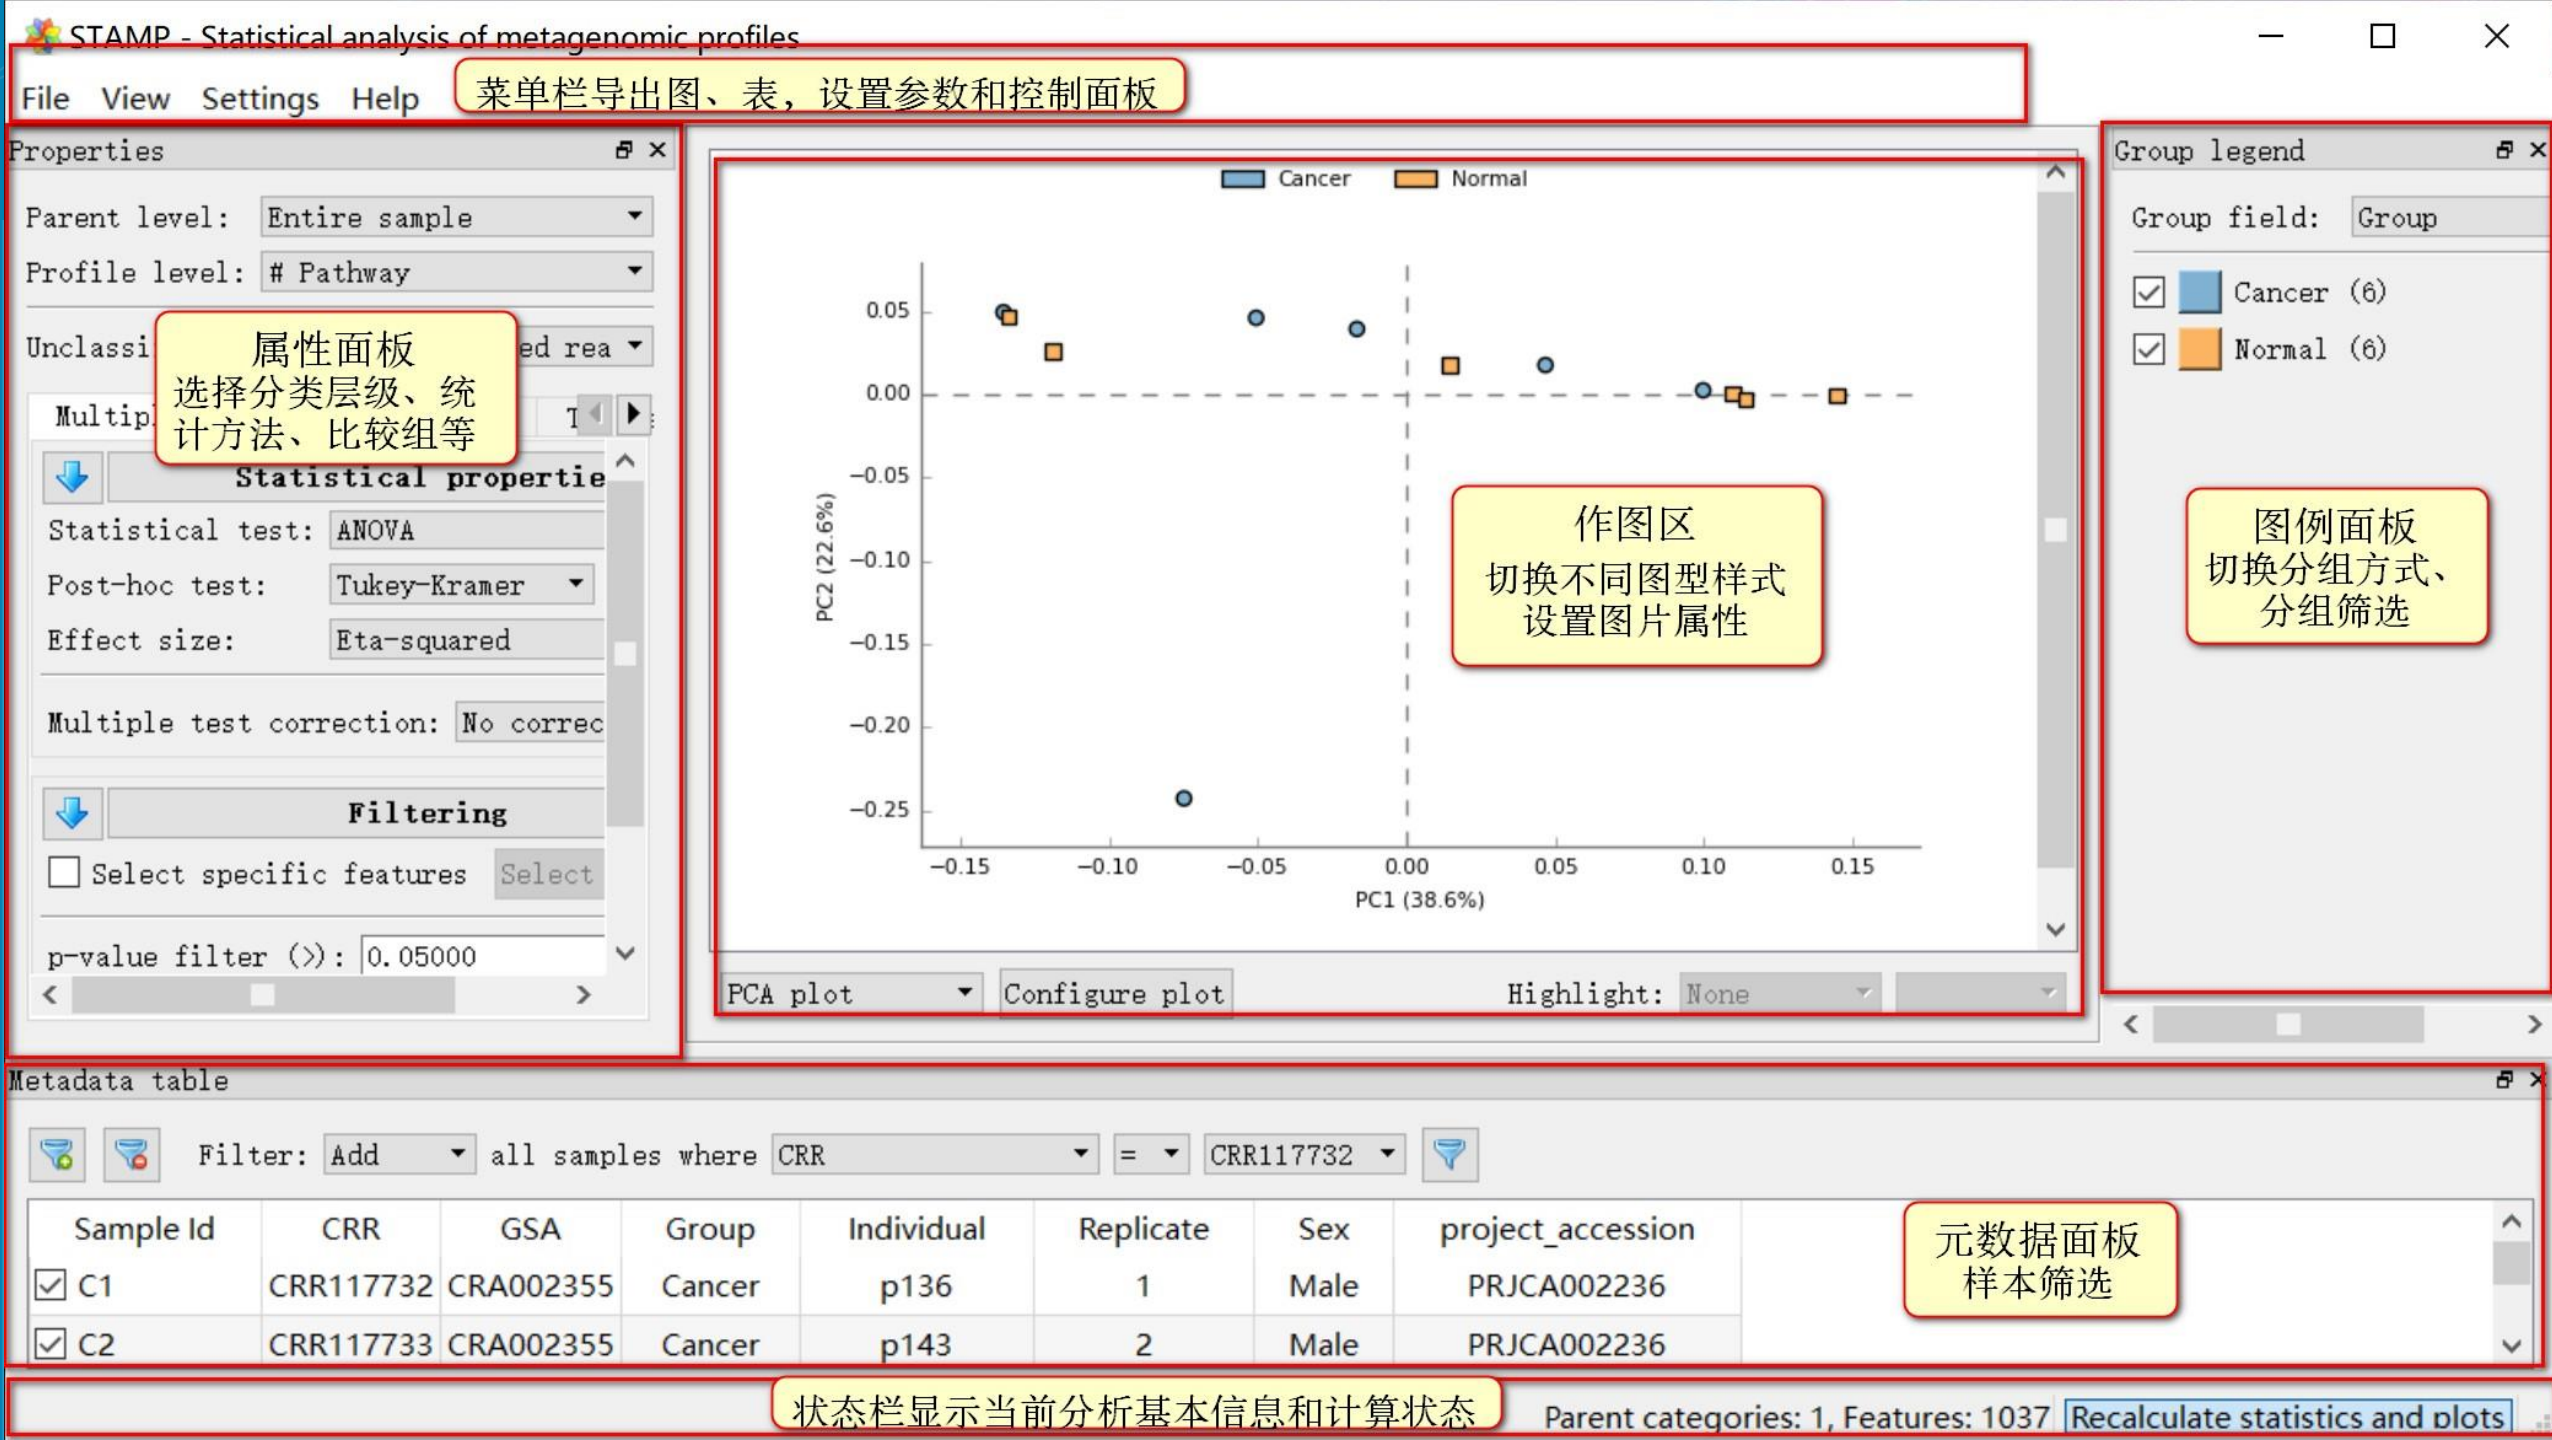 STAMP - Statistical analysis of metagenomic profiles
File View Settings Help
菜单栏导出图、表，设置参数和控制面板
Properties
Parent level: Entire sample
Profile level: # Pathway
Unclassi ed rea
属性面板
选择分类层级、统
计方法、比较组等
Multip T
Statistical propertie
Statistical test: ANOVA
Post-hoc test: Tukey-Kramer
Effect size: Eta-squared
Multiple test correction: No correc
Filtering
Select specific features Select
p-value filter (>): 0.05000
Cancer Normal
0.05
0.00
−0.05
−0.10
−0.15
−0.20
−0.25
PC2 (22.6%)
−0.15 −0.10 −0.05 0.00 0.05 0.10 0.15
PC1 (38.6%)
作图区
切换不同图型样式
设置图片属性
PCA plot Configure plot Highlight: None
Group legend
Group field: Group
Cancer (6)
Normal (6)
图例面板
切换分组方式、
分组筛选
Metadata table
Filter: Add all samples where CRR = CRR117732
Sample Id CRR GSA Group Individual Replicate Sex project_accession
C1 CRR117732 CRA002355 Cancer p136 1 Male PRJCA002236
C2 CRR117733 CRA002355 Cancer p143 2 Male PRJCA002236
元数据面板
样本筛选
状态栏显示当前分析基本信息和计算状态
Parent categories: 1, Features: 1037 Recalculate statistics and plots